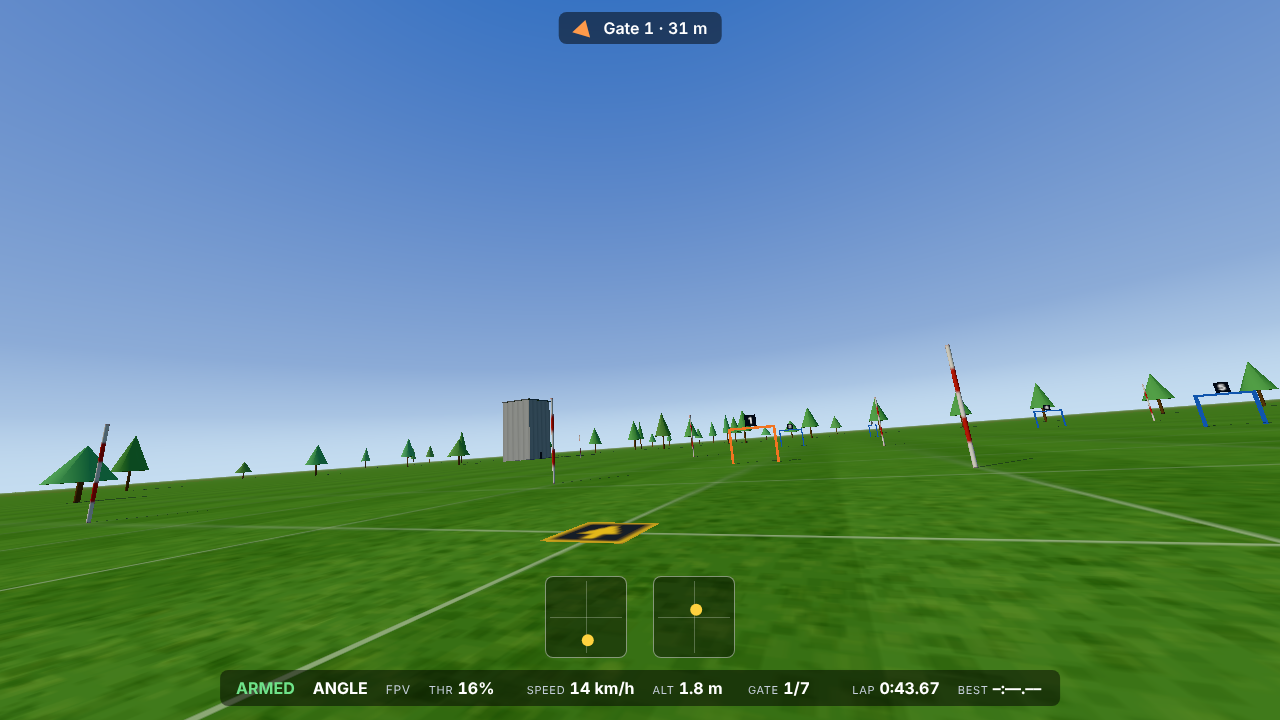 Gate 1 · 31 m
1
ARMED ANGLE FPV THR 16% SPEED 14 km/h ALT 1.8 m GATE 1/7 LAP 0:43.67 BEST –:––.––